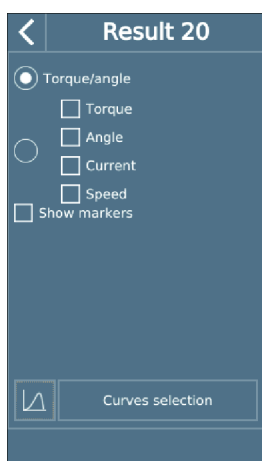 Result 20
Torque/angle
Torque
Angle
Current
Speed
Show markers
Curves selection